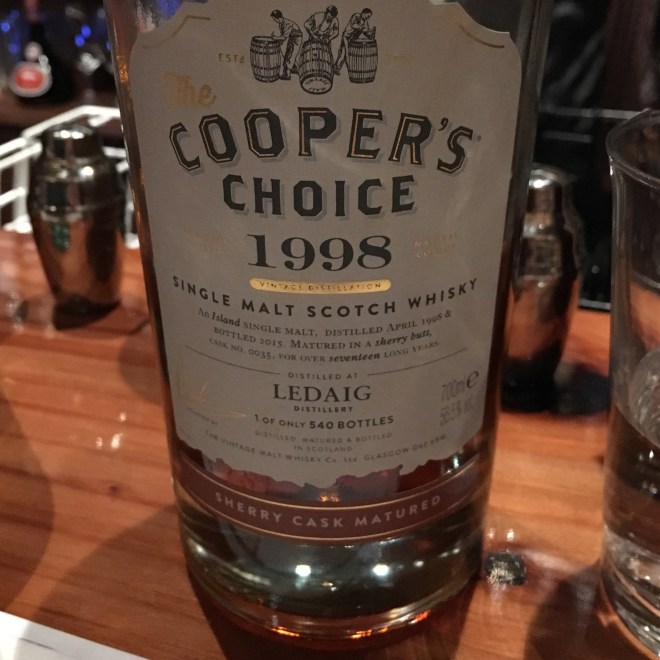 ESTd
The
COOPER'S
CHOICE
1998
VINTAGE DISTILLATION
SINGLE MALT SCOTCH WHISKY
An Island SINGLE MALT, DISTILLED APRIL 1998 &
BOTTLED 2015. MATURED IN A sherry butt,
CASK NO. 0035, FOR OVER seventeen LONG YEARS.
DISTILLED AT
LEDAIG
DISTILLERY
700ml e
1 OF ONLY 540 BOTTLES
DISTILLED, MATURED & BOTTLED
IN SCOTLAND
THE VINTAGE MALT WHISKY Co. Ltd. GLASGOW
SHERRY CASK MATURED